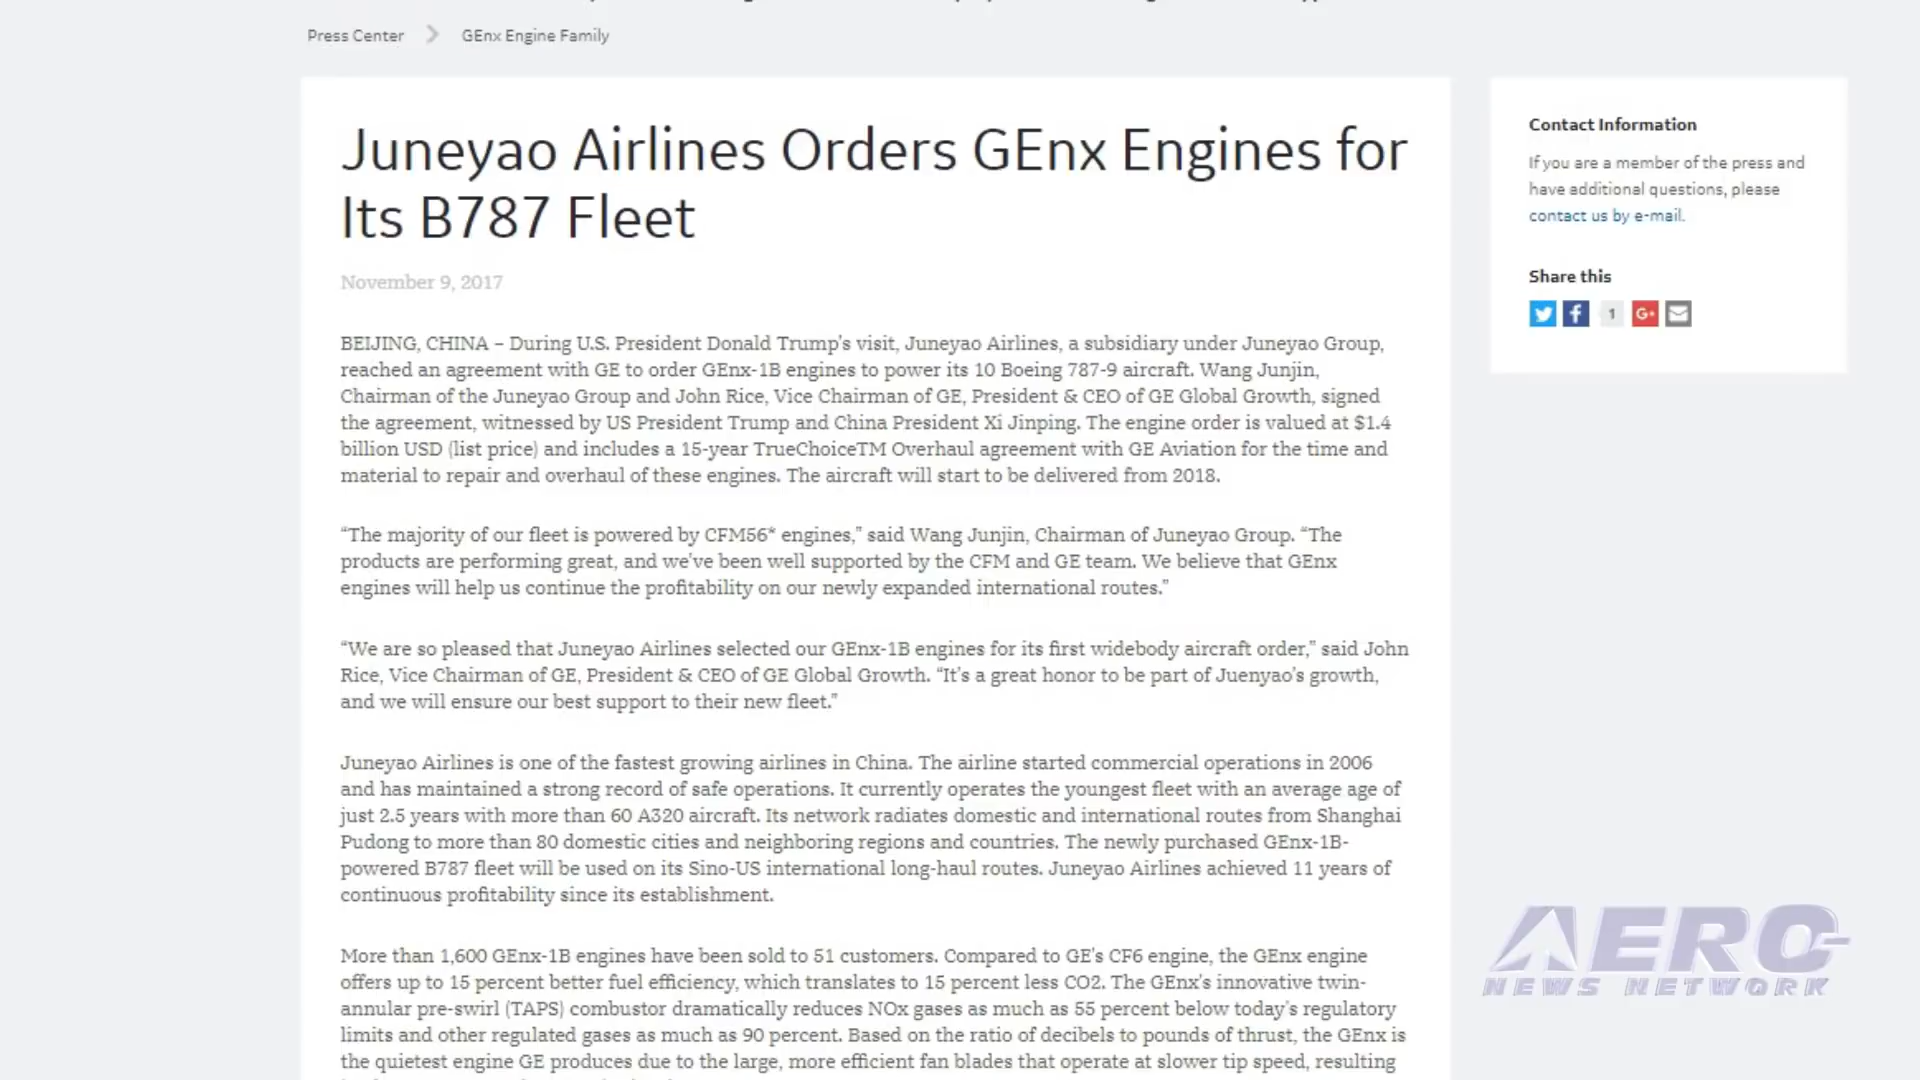 Press Center
GEnx Engine Family
Juneyao Airlines Orders GEnx Engines for
Its B787 Fleet
November 9, 2017
BEIJING, CHINA – During U.S. President Donald Trump's visit, Juneyao Airlines, a subsidiary under Juneyao Group,
reached an agreement with GE to order GEnx-1B engines to power its 10 Boeing 787-9 aircraft. Wang Junjin,
Chairman of the Juneyao Group and John Rice, Vice Chairman of GE, President & CEO of GE Global Growth, signed
the agreement, witnessed by US President Trump and China President Xi Jinping. The engine order is valued at $1.4
billion USD (list price) and includes a 15-year TrueChoiceTM Overhaul agreement with GE Aviation for the time and
material to repair and overhaul of these engines. The aircraft will start to be delivered from 2018.
“The majority of our fleet is powered by CFM56* engines,” said Wang Junjin, Chairman of Juneyao Group. “The
products are performing great, and we’ve been well supported by the CFM and GE team. We believe that GEnx
engines will help us continue the profitability on our newly expanded international routes.”
“We are so pleased that Juneyao Airlines selected our GEnx-1B engines for its first widebody aircraft order,” said John
Rice, Vice Chairman of GE, President & CEO of GE Global Growth. “It’s a great honor to be part of Juenyao’s growth,
and we will ensure our best support to their new fleet.”
Juneyao Airlines is one of the fastest growing airlines in China. The airline started commercial operations in 2006
and has maintained a strong record of safe operations. It currently operates the youngest fleet with an average age of
just 2.5 years with more than 60 A320 aircraft. Its network radiates domestic and international routes from Shanghai
Pudong to more than 80 domestic cities and neighboring regions and countries. The newly purchased GEnx-1B-
powered B787 fleet will be used on its Sino-US international long-haul routes. Juneyao Airlines achieved 11 years of
continuous profitability since its establishment.
More than 1,600 GEnx-1B engines have been sold to 51 customers. Compared to GE’s CF6 engine, the GEnx engine
offers up to 15 percent better fuel efficiency, which translates to 15 percent less CO2. The GEnx’s innovative twin-
annular pre-swirl (TAPS) combustor dramatically reduces NOx gases as much as 55 percent below today’s regulatory
limits and other regulated gases as much as 90 percent. Based on the ratio of decibels to pounds of thrust, the GEnx is
the quietest engine GE produces due to the large, more efficient fan blades that operate at slower tip speed, resulting
Contact Information
If you are a member of the press and
have additional questions, please
contact us by e-mail.
Share this
1
G+
AERO
NEWS NETWORK